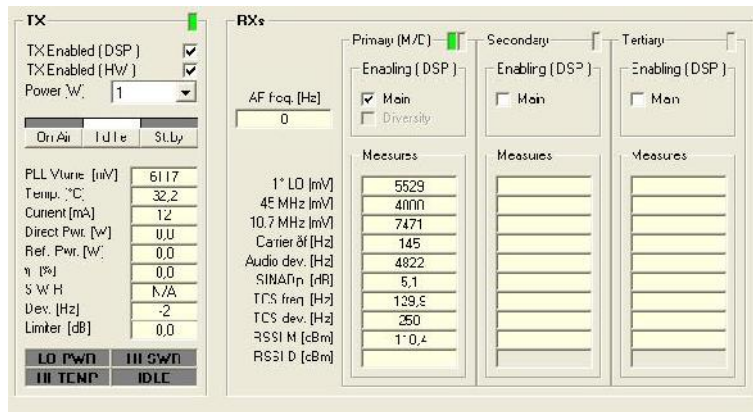 TX
TX Enabled ( DSP )
TX Enabled ( HW )
Power [W] 1
On Air Idle St.by
PLL Vtune [mV] 6117
Temp. [°C] 32,2
Current [mA] 12
Direct Pwr. [W] 0,0
Ref. Pwr. [W] 0,0
η [%] 0,0
S W R N/A
Dev. [Hz] -2
Limiter [dB] 0,0
LO PWR HI SWR
HI TEMP IDLE
RXs
AF freq. [Hz]
0
Primary (M/D) Secondary Tertiary
Enabling ( DSP ) Enabling ( DSP ) Enabling ( DSP )
Main Main Main
Diversity
Measures Measures Measures
1° LO [mV] 5529
45 MHz [mV] 4000
10.7 MHz [mV] 7471
Carrier δf [Hz] 145
Audio dev. [Hz] 4822
SINADp. [dB] 5,1
TCS freq. [Hz] 129,9
TCS dev. [Hz] 250
RSSI M [dBm] 110,4
RSSI D [dBm]